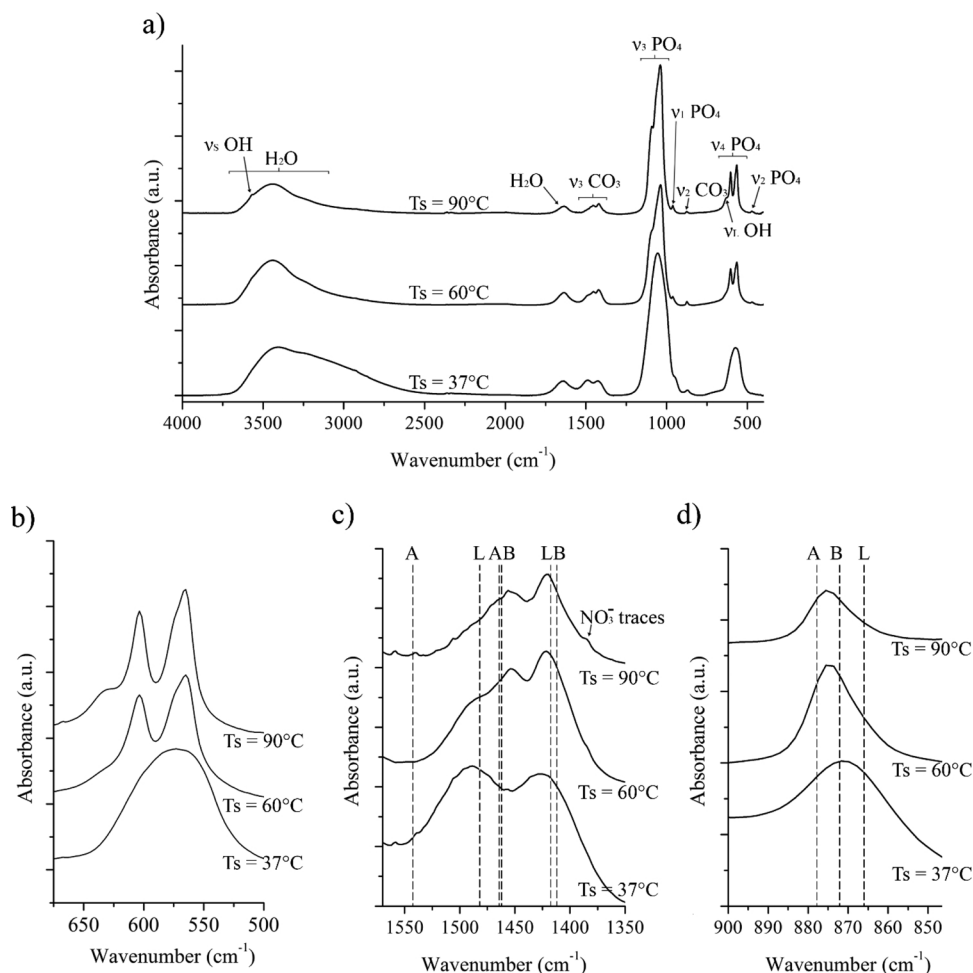 a)
ν₃ PO₄
ν₁ PO₄
νₛ OH
H₂O
ν₄ PO₄
H₂O
ν₃ CO₃
ν₂ CO₃
ν₂ PO₄
Ts = 90°C
ν_L OH
Ts = 60°C
Ts = 37°C
Absorbance (a.u.)
4000 3500 3000 2500 2000 1500 1000 500
Wavenumber (cm⁻¹)
b)
Ts = 90°C
Ts = 60°C
Ts = 37°C
Absorbance (a.u.)
650 600 550 500
Wavenumber (cm⁻¹)
c)
A L AB LB
NO₃⁻ traces
Ts = 90°C
Ts = 60°C
Ts = 37°C
Absorbance (a.u.)
1550 1500 1450 1400 1350
Wavenumber (cm⁻¹)
d)
A B L
Ts = 90°C
Ts = 60°C
Ts = 37°C
Absorbance (a.u.)
900 890 880 870 860 850
Wavenumber (cm⁻¹)